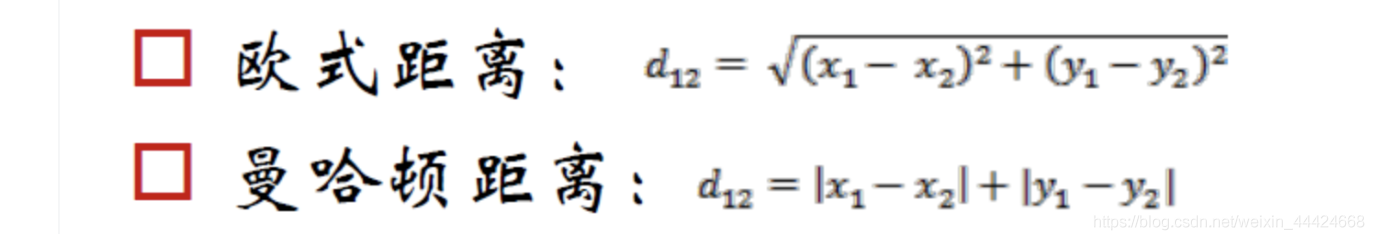 欧式距离： d₁₂ = √(x₁ − x₂)² + (y₁ − y₂)²
曼哈顿距离： d₁₂ = |x₁ − x₂| + |y₁ − y₂|
https://blog.csdn.net/weixin_44424668